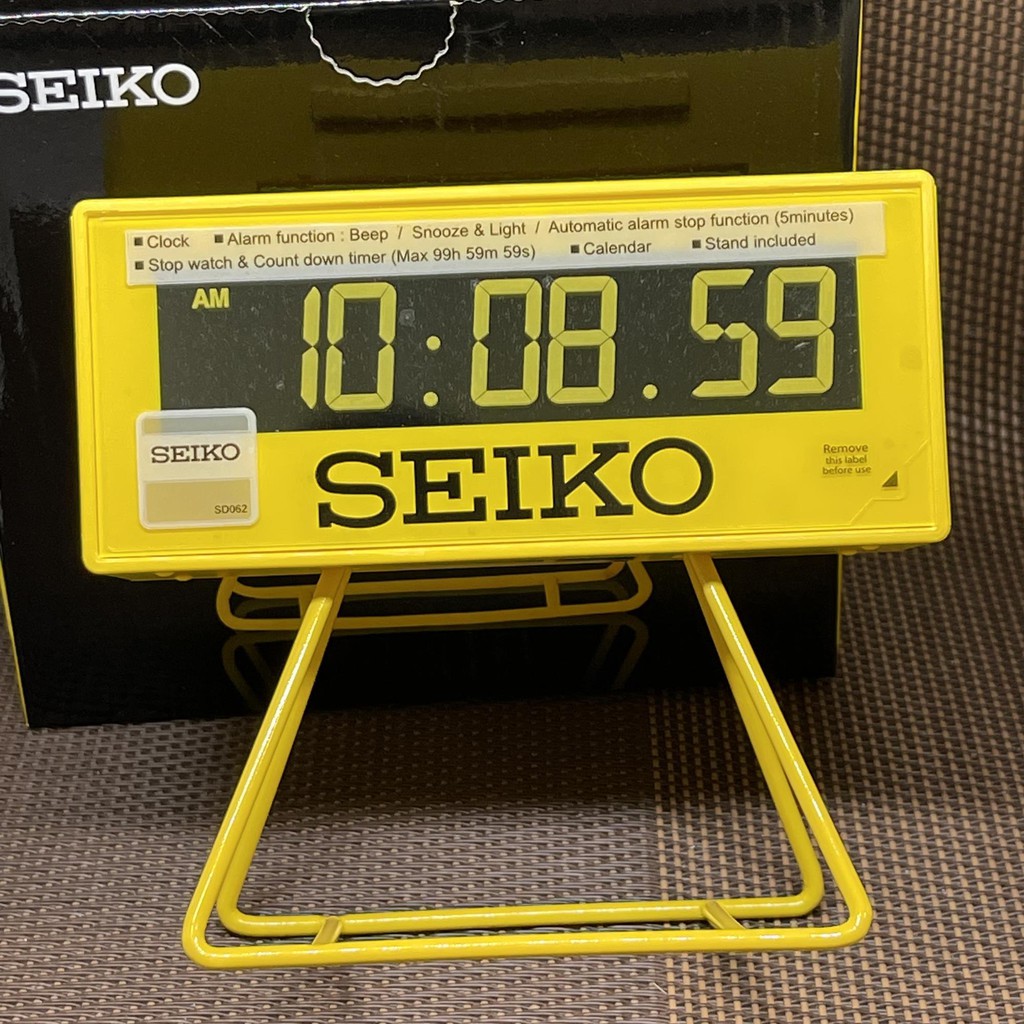 SEIKO
■ Clock ■ Alarm function : Beep / Snooze & Light / Automatic alarm stop function (5minutes)
■ Stop watch & Count down timer (Max 99h 59m 59s) ■ Calendar ■ Stand included
AM 10:08.59
SEIKO
SD062
SEIKO
Remove
this label
before use